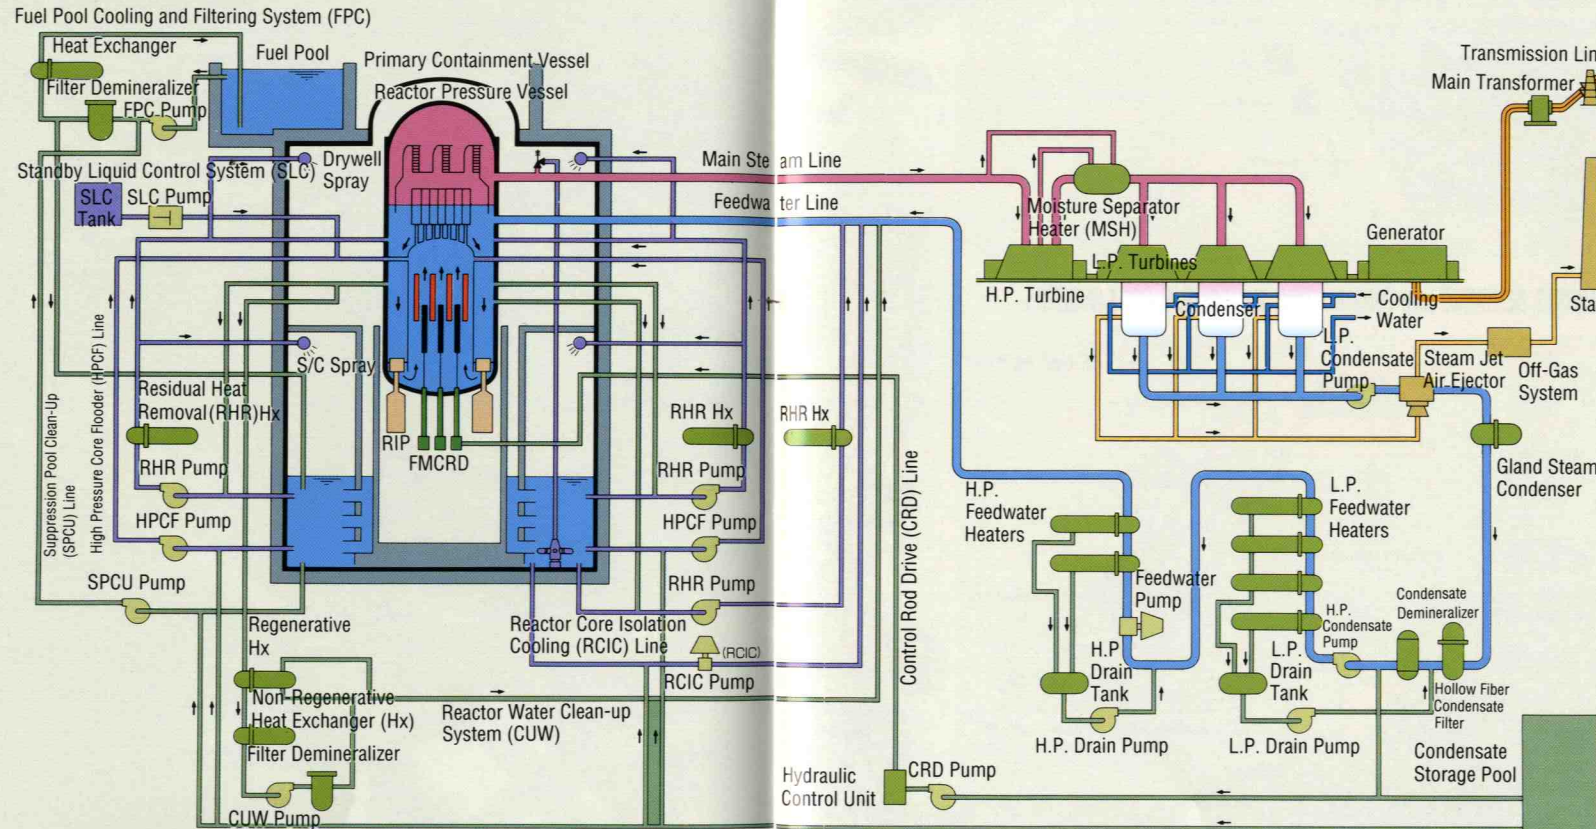 Fuel Pool Cooling and Filtering System (FPC)
Heat Exchanger
Fuel Pool
Filter Demineralizer
FPC Pump
Primary Containment Vessel
Reactor Pressure Vessel
Standby Liquid Control System (SLC)
Drywell
Spray
SLC
Tank
SLC Pump
Main Steam Line
Feedwater Line
Transmission Lin
Main Transformer
Moisture Separator
Heater (MSH)
Generator
L.P. Turbines
H.P. Turbine
Condenser
Cooling
Water
Sta
L.P.
Condensate
Pump
Steam Jet
Air Ejector
Off-Gas
System
S/C Spray
Suppression Pool Clean-Up
(SPCU) Line
High Pressure Core Flooder (HPCF) Line
Residual Heat
Removal(RHR)Hx
RIP
FMCRD
RHR Hx
RHR Hx
RHR Pump
HPCF Pump
SPCU Pump
RHR Pump
HPCF Pump
RHR Pump
Reactor Core Isolation
Cooling (RCIC) Line
(RCIC)
RCIC Pump
Control Rod Drive (CRD) Line
Gland Steam
Condenser
H.P.
Feedwater
Heaters
L.P.
Feedwater
Heaters
Feedwater
Pump
H.P
Drain
Tank
H.P. Drain Pump
L.P.
Drain
Tank
L.P. Drain Pump
H.P.
Condensate
Pump
Condensate
Demineralizer
Hollow Fiber
Condensate
Filter
Condensate
Storage Pool
Regenerative
Hx
Non-Regenerative
Heat Exchanger (Hx)
Filter Demineralizer
CUW Pump
Reactor Water Clean-up
System (CUW)
Hydraulic
Control Unit
CRD Pump